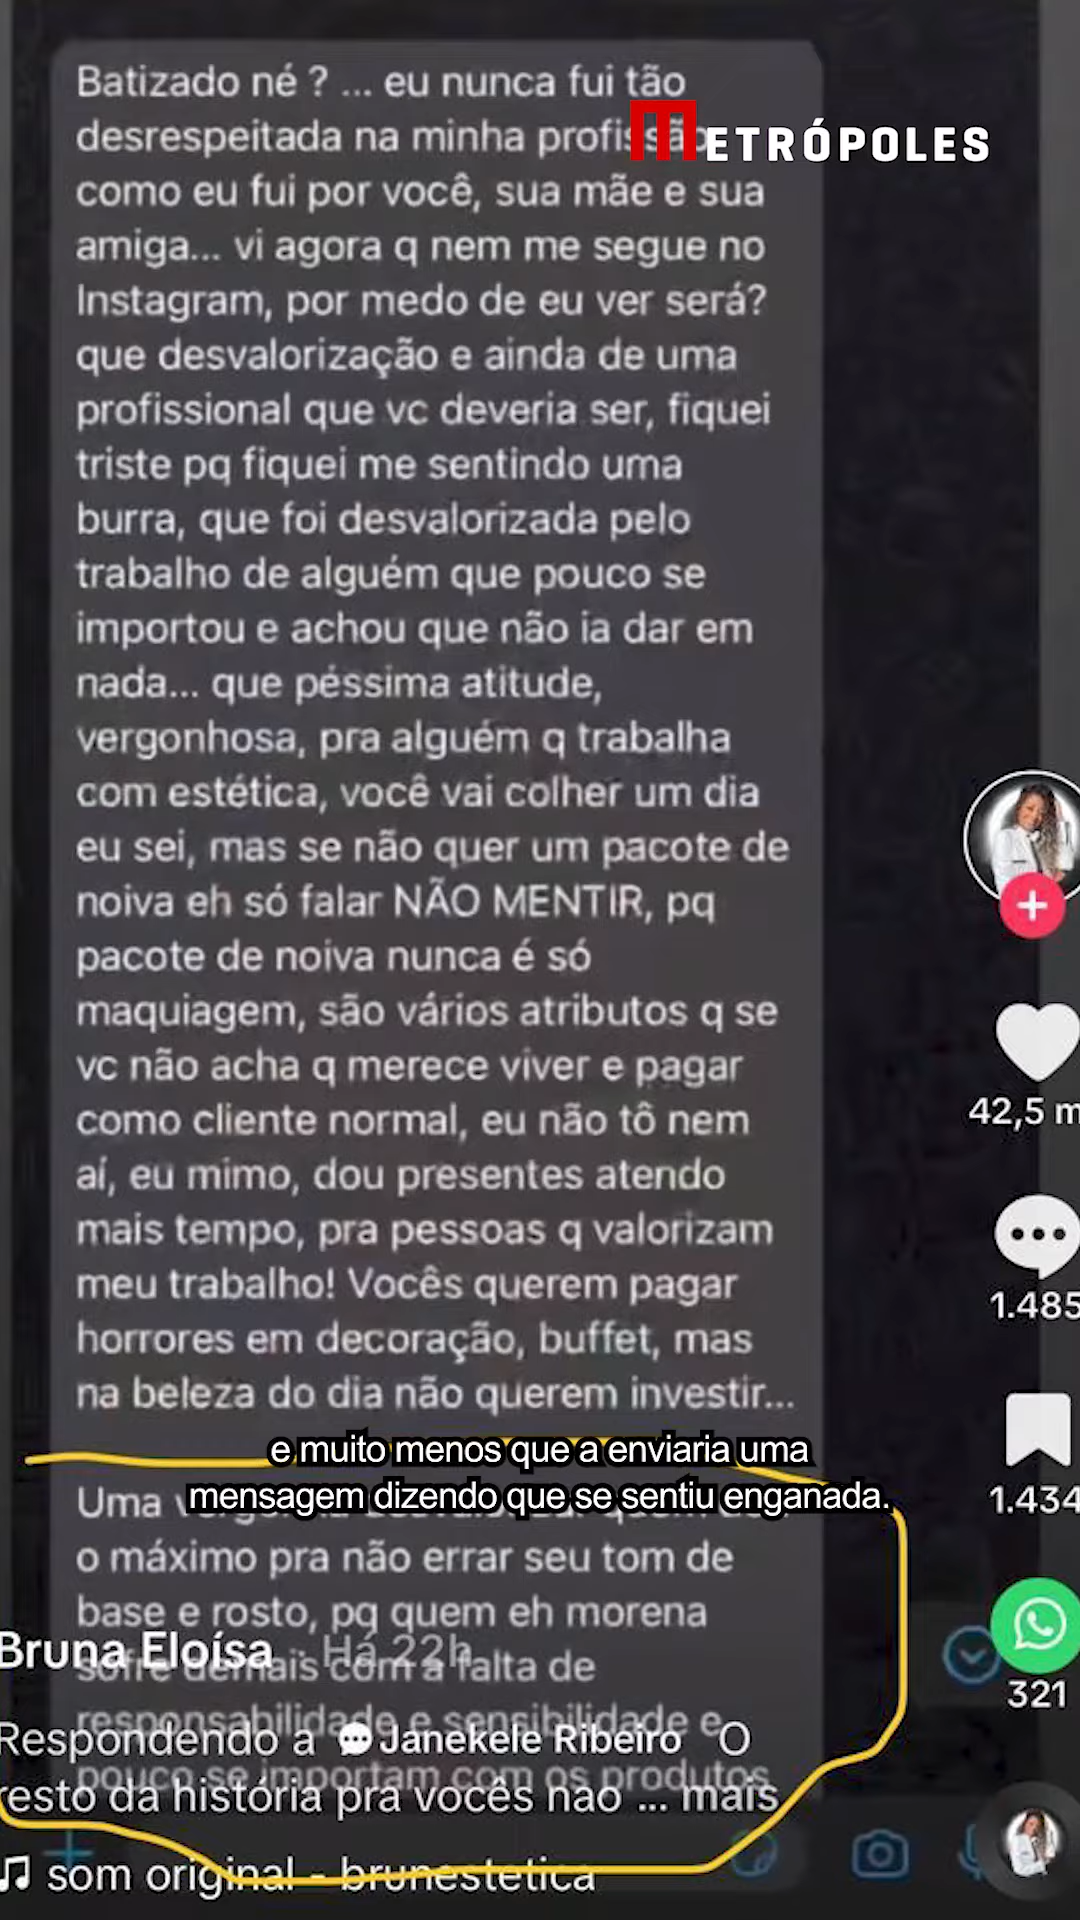 Batizado né ? ... eu nunca fui tão
desrespeitada na minha profissão
METRÓPOLES
como eu fui por você, sua mãe e sua
amiga... vi agora q nem me segue no
Instagram, por medo de eu ver será?
que desvalorização e ainda de uma
profissional que vc deveria ser, fiquei
triste pq fiquei me sentindo uma
burra, que foi desvalorizada pelo
trabalho de alguém que pouco se
importou e achou que não ia dar em
nada... que péssima atitude,
vergonhosa, pra alguém q trabalha
com estética, você vai colher um dia
eu sei, mas se não quer um pacote de
noiva eh só falar NÃO MENTIR, pq
pacote de noiva nunca é só
maquiagem, são vários atributos q se
vc não acha q merece viver e pagar
como cliente normal, eu não tô nem
aí, eu mimo, dou presentes atendo
mais tempo, pra pessoas q valorizam
meu trabalho! Vocês querem pagar
horrores em decoração, buffet, mas
na beleza do dia não querem investir...
e muito menos que a enviaria uma
mensagem dizendo que se sentiu enganada.
Uma
o máximo pra não errar seu tom de
base e rosto, pq quem eh morena
sofre demais com a falta de
responsabilidade e sensibilidade e
pouco se importam com os produtos
42,5 m
1.485
1.434
321
Bruna Eloísa · Há 22h
Respondendo a Janekele Ribeiro O
resto da história pra vocês nao ... mais
som original - brunestetica